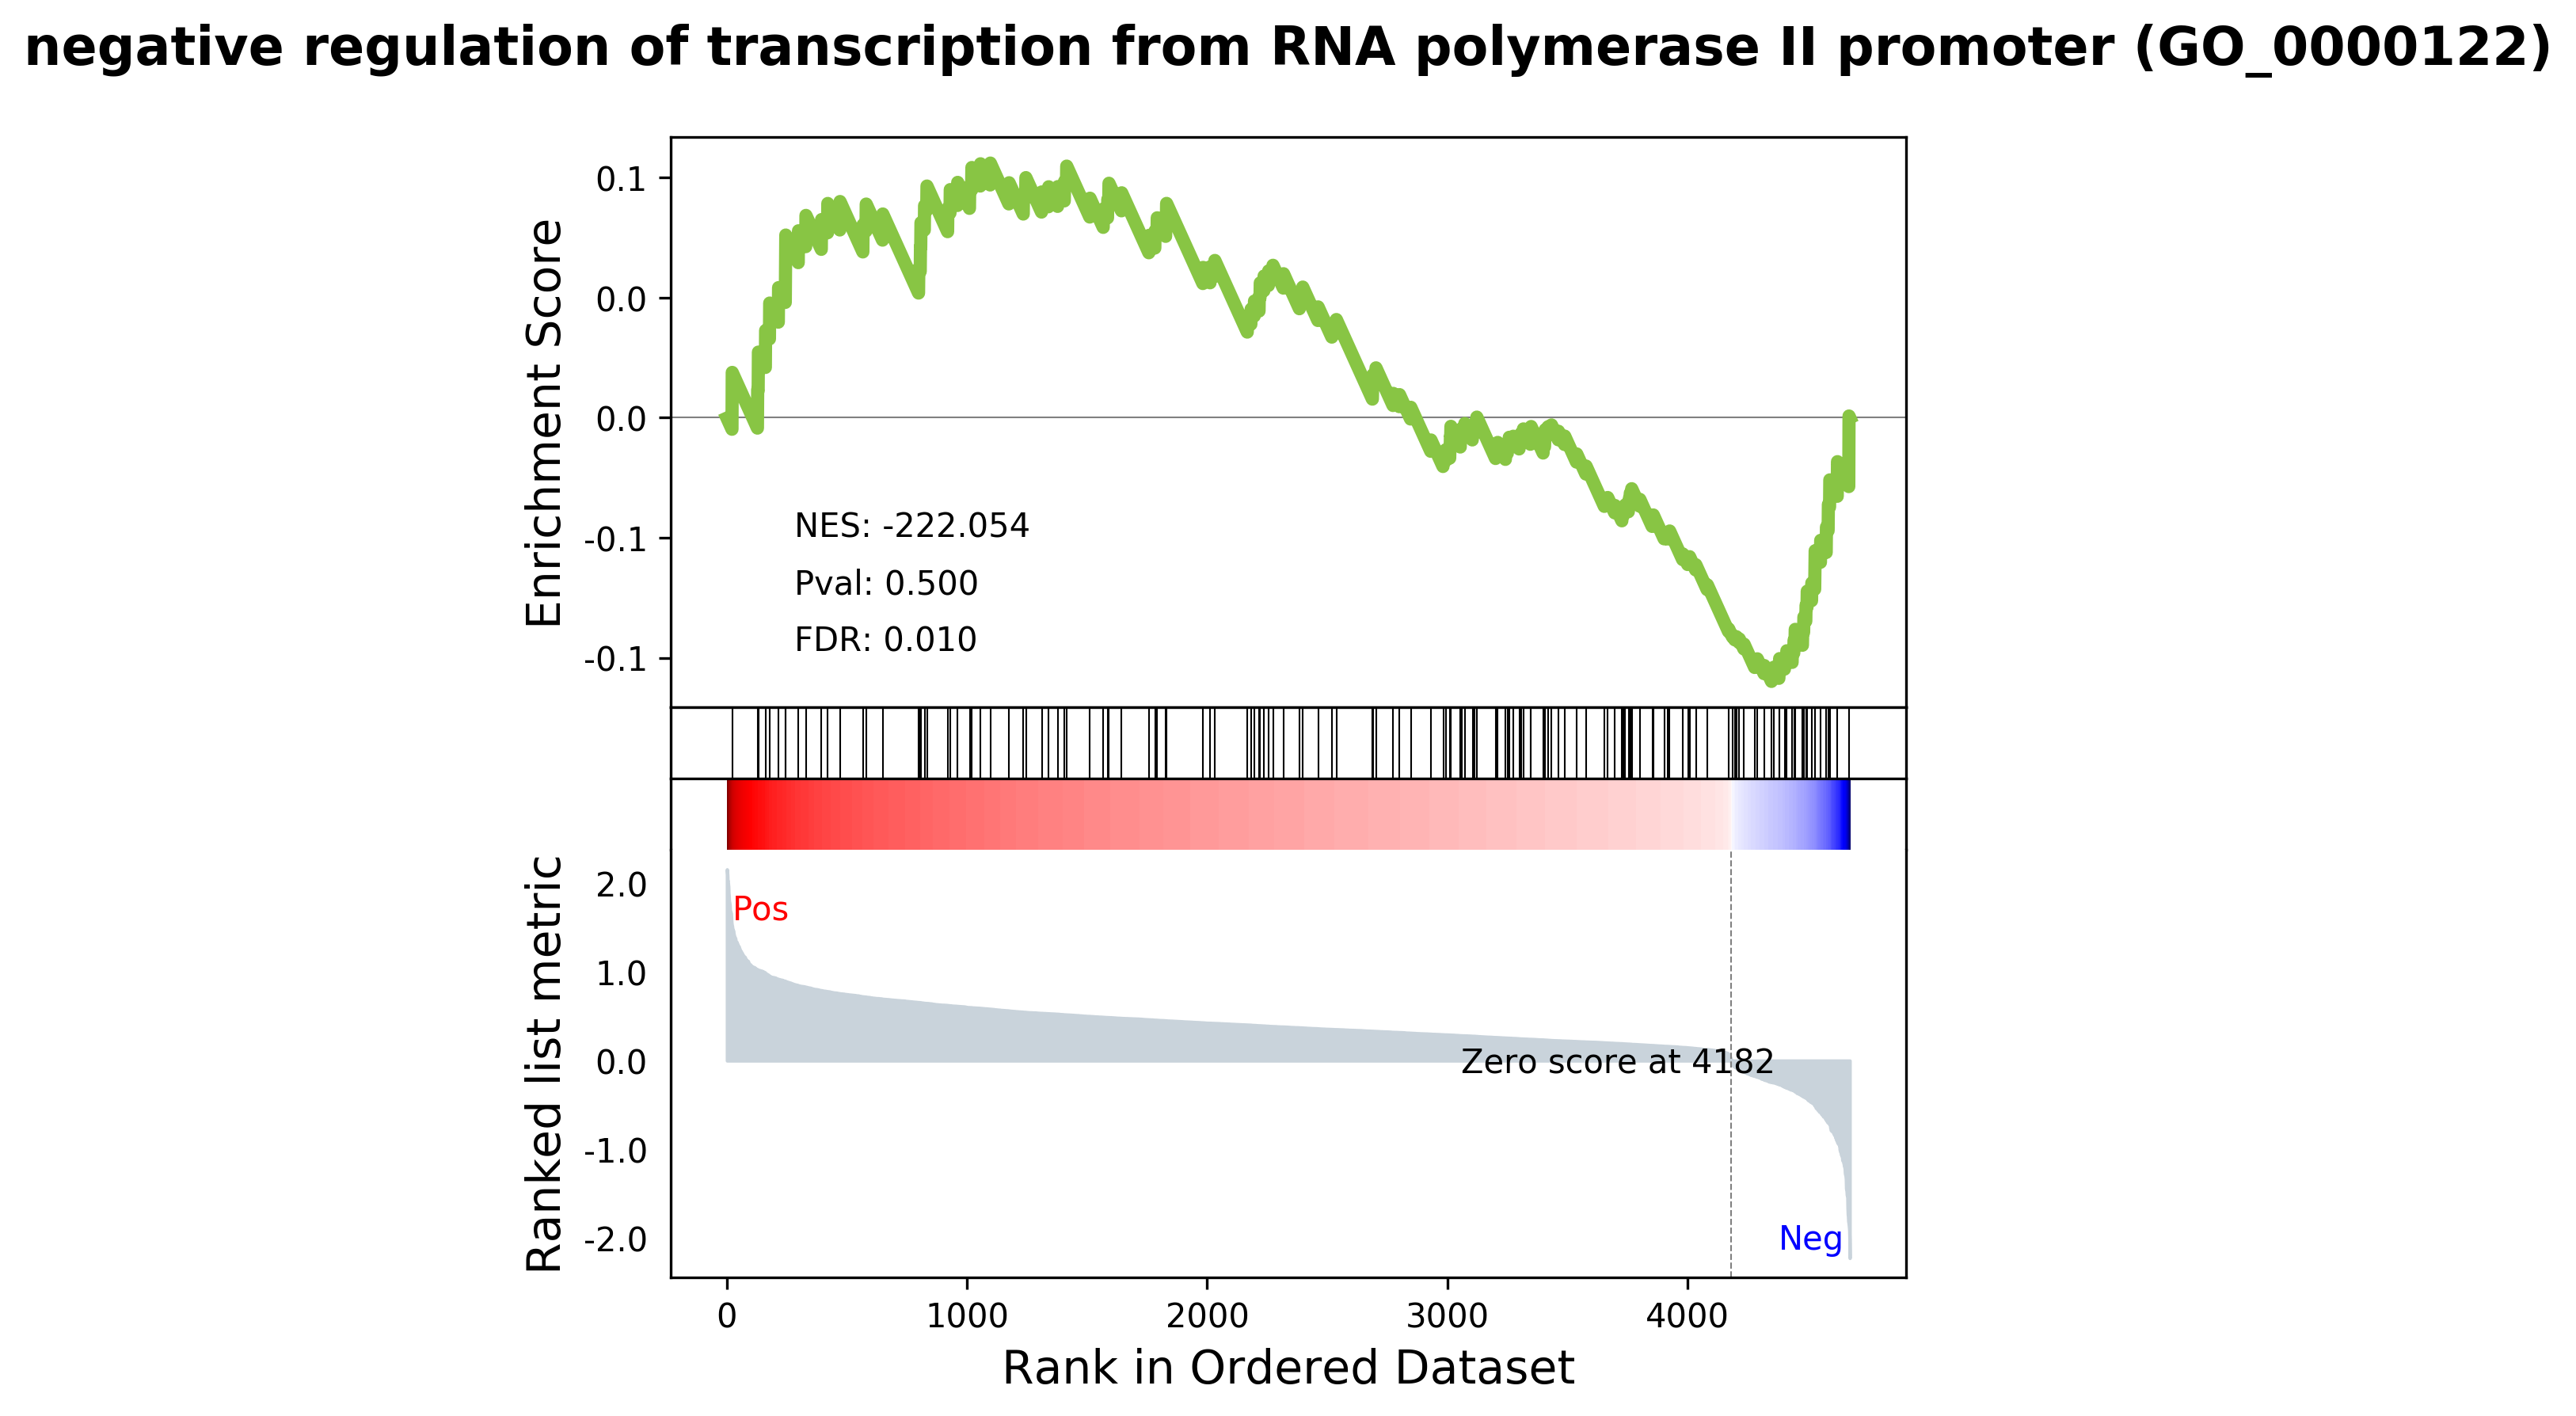 negative regulation of transcription from RNA polymerase II promoter (GO_0000122)
Enrichment Score
0.1
0.0
0.0
-0.1
-0.1
NES: -222.054
Pval: 0.500
FDR: 0.010
Ranked list metric
2.0
1.0
0.0
-1.0
-2.0
Pos
Zero score at 4182
Neg
0 1000 2000 3000 4000
Rank in Ordered Dataset